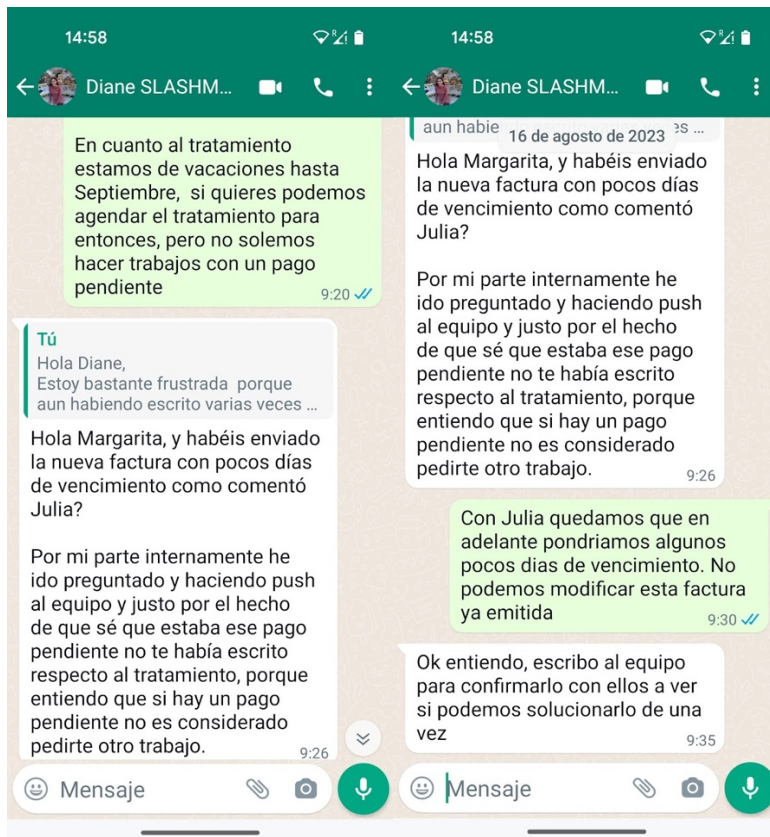 14:58
Diane SLASHM...
En cuanto al tratamiento
estamos de vacaciones hasta
Septiembre,  si quieres podemos
agendar el tratamiento para
entonces, pero no solemos
hacer trabajos con un pago
pendiente
9:20
Tú
Hola Diane,
Estoy bastante frustrada  porque
aun habiendo escrito varias veces ...
Hola Margarita, y habéis enviado
la nueva factura con pocos días
de vencimiento como comentó
Julia?
Por mi parte internamente he
ido preguntado y haciendo push
al equipo y justo por el hecho
de que sé que estaba ese pago
pendiente no te había escrito
respecto al tratamiento, porque
entiendo que si hay un pago
pendiente no es considerado
pedirte otro trabajo.
9:26
Mensaje
14:58
Diane SLASHM...
aun habie
16 de agosto de 2023
es ...
Hola Margarita, y habéis enviado
la nueva factura con pocos días
de vencimiento como comentó
Julia?
Por mi parte internamente he
ido preguntado y haciendo push
al equipo y justo por el hecho
de que sé que estaba ese pago
pendiente no te había escrito
respecto al tratamiento, porque
entiendo que si hay un pago
pendiente no es considerado
pedirte otro trabajo.
9:26
Con Julia quedamos que en
adelante pondriamos algunos
pocos dias de vencimiento. No
podemos modificar esta factura
ya emitida
9:30
Ok entiendo, escribo al equipo
para confirmarlo con ellos a ver
si podemos solucionarlo de una
vez
9:35
Mensaje